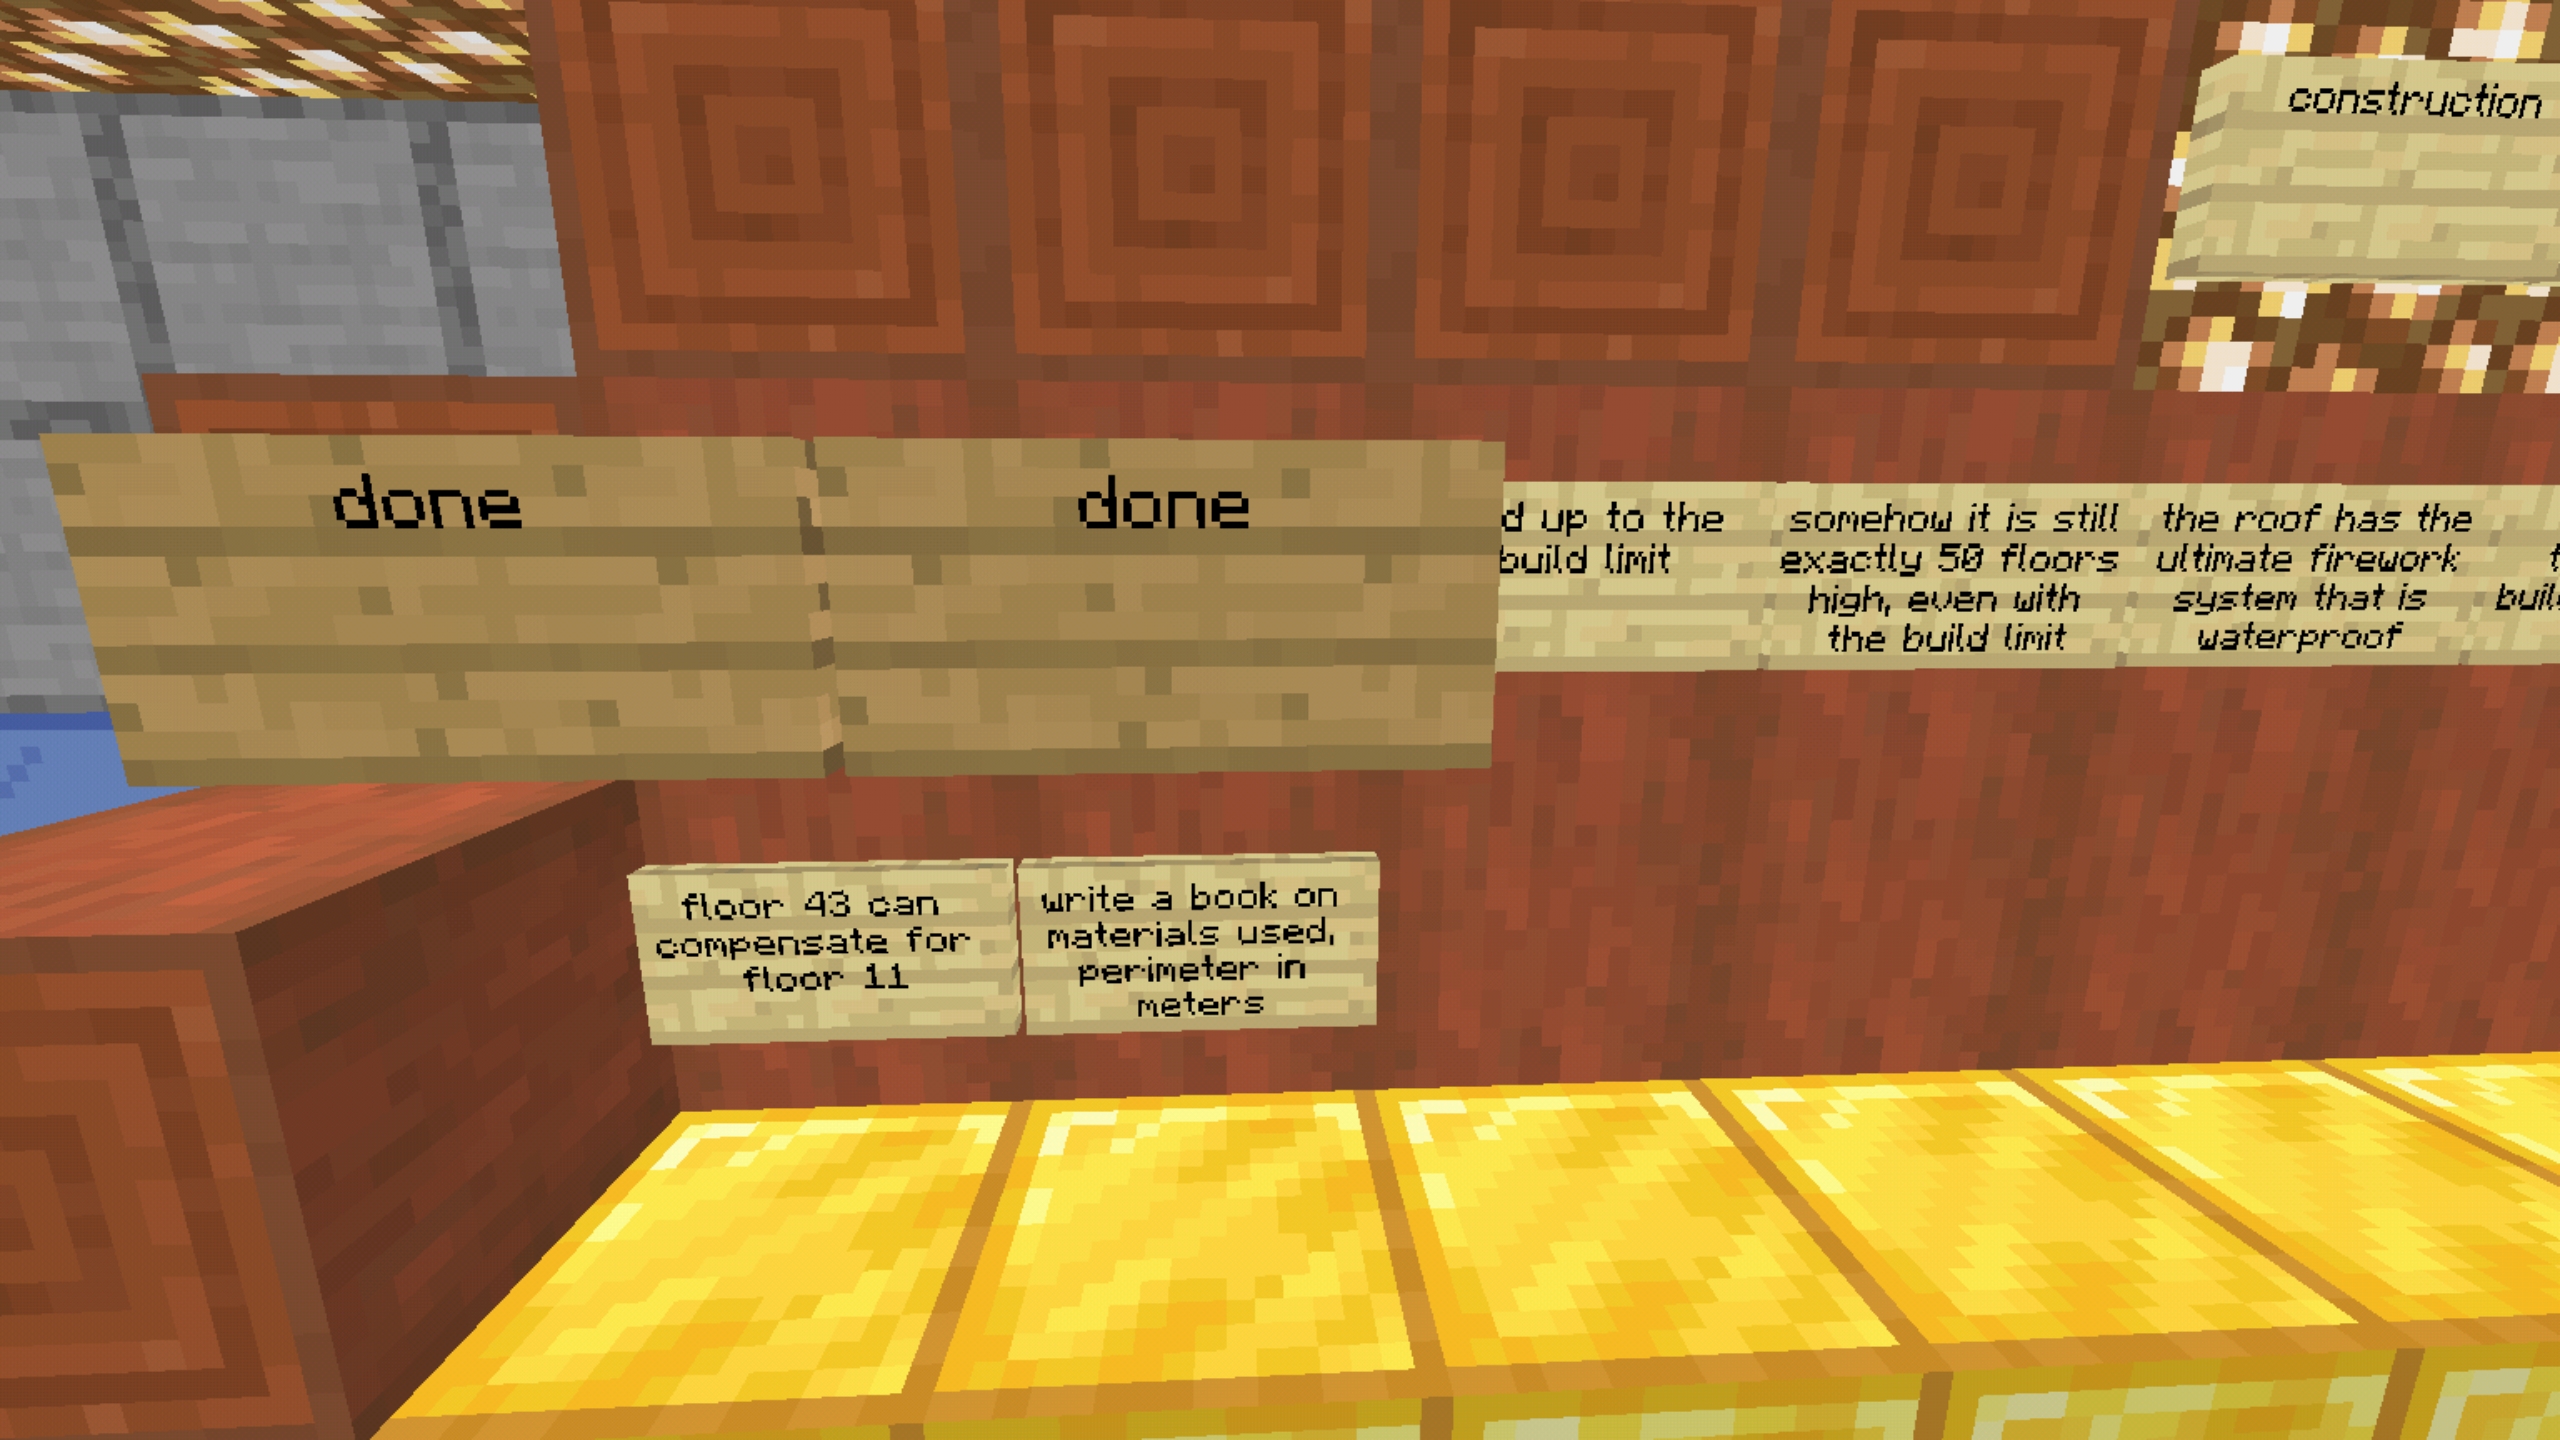 construction
done
done
up to the
build limit
somehow it is still
exactly 50 floors
high, even with
the build limit
the roof has the
ultimate firework
system that is
waterproof
floor 43 can
compensate for
floor 11
write a book on
materials used,
perimeter in
meters